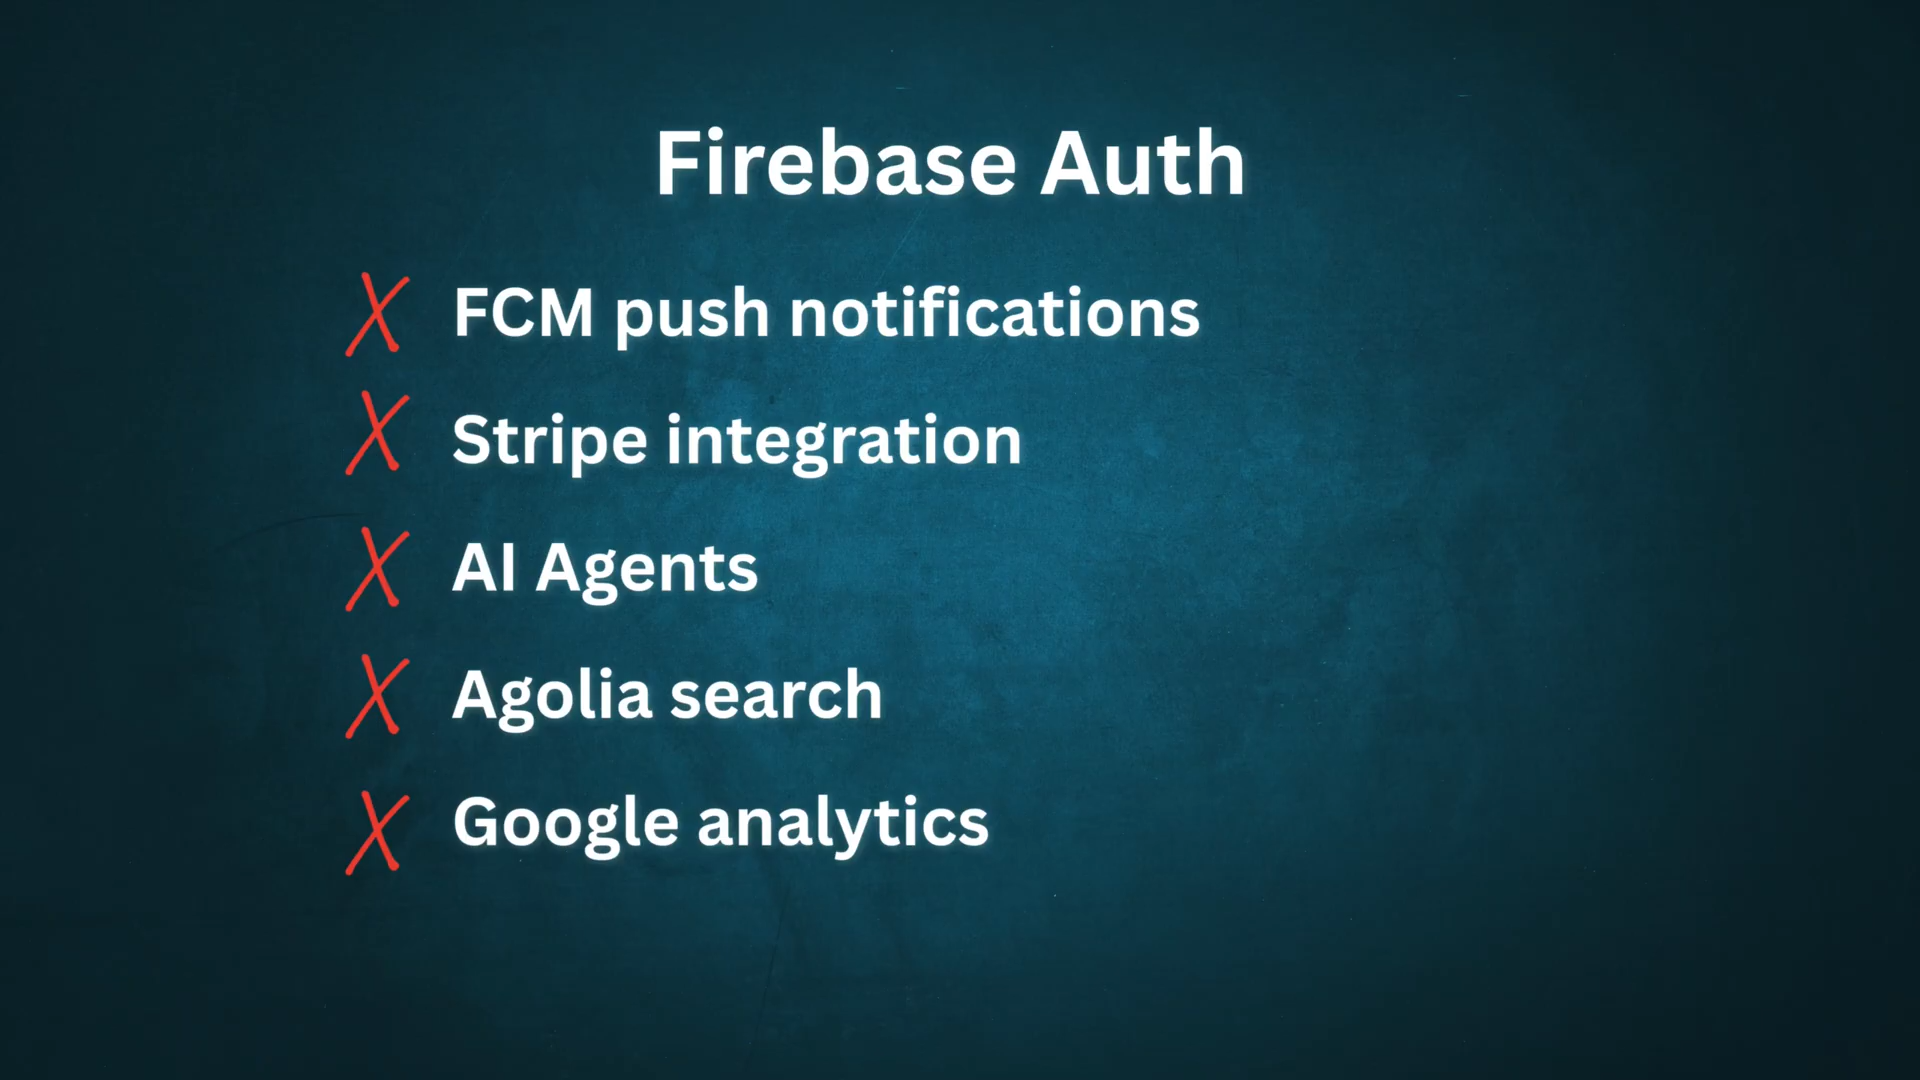 Firebase Auth
FCM push notifications
Stripe integration
AI Agents
Agolia search
Google analytics